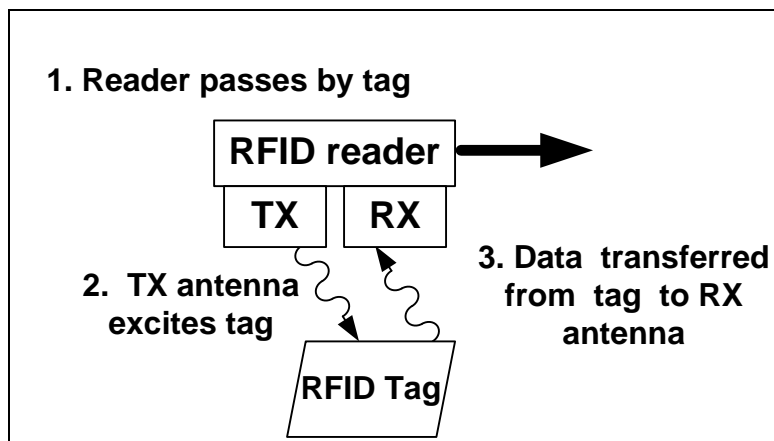 1. Reader passes by tag
RFID reader
TX
RX
2. TX antenna
excites tag
3. Data transferred
from tag to RX
antenna
RFID Tag